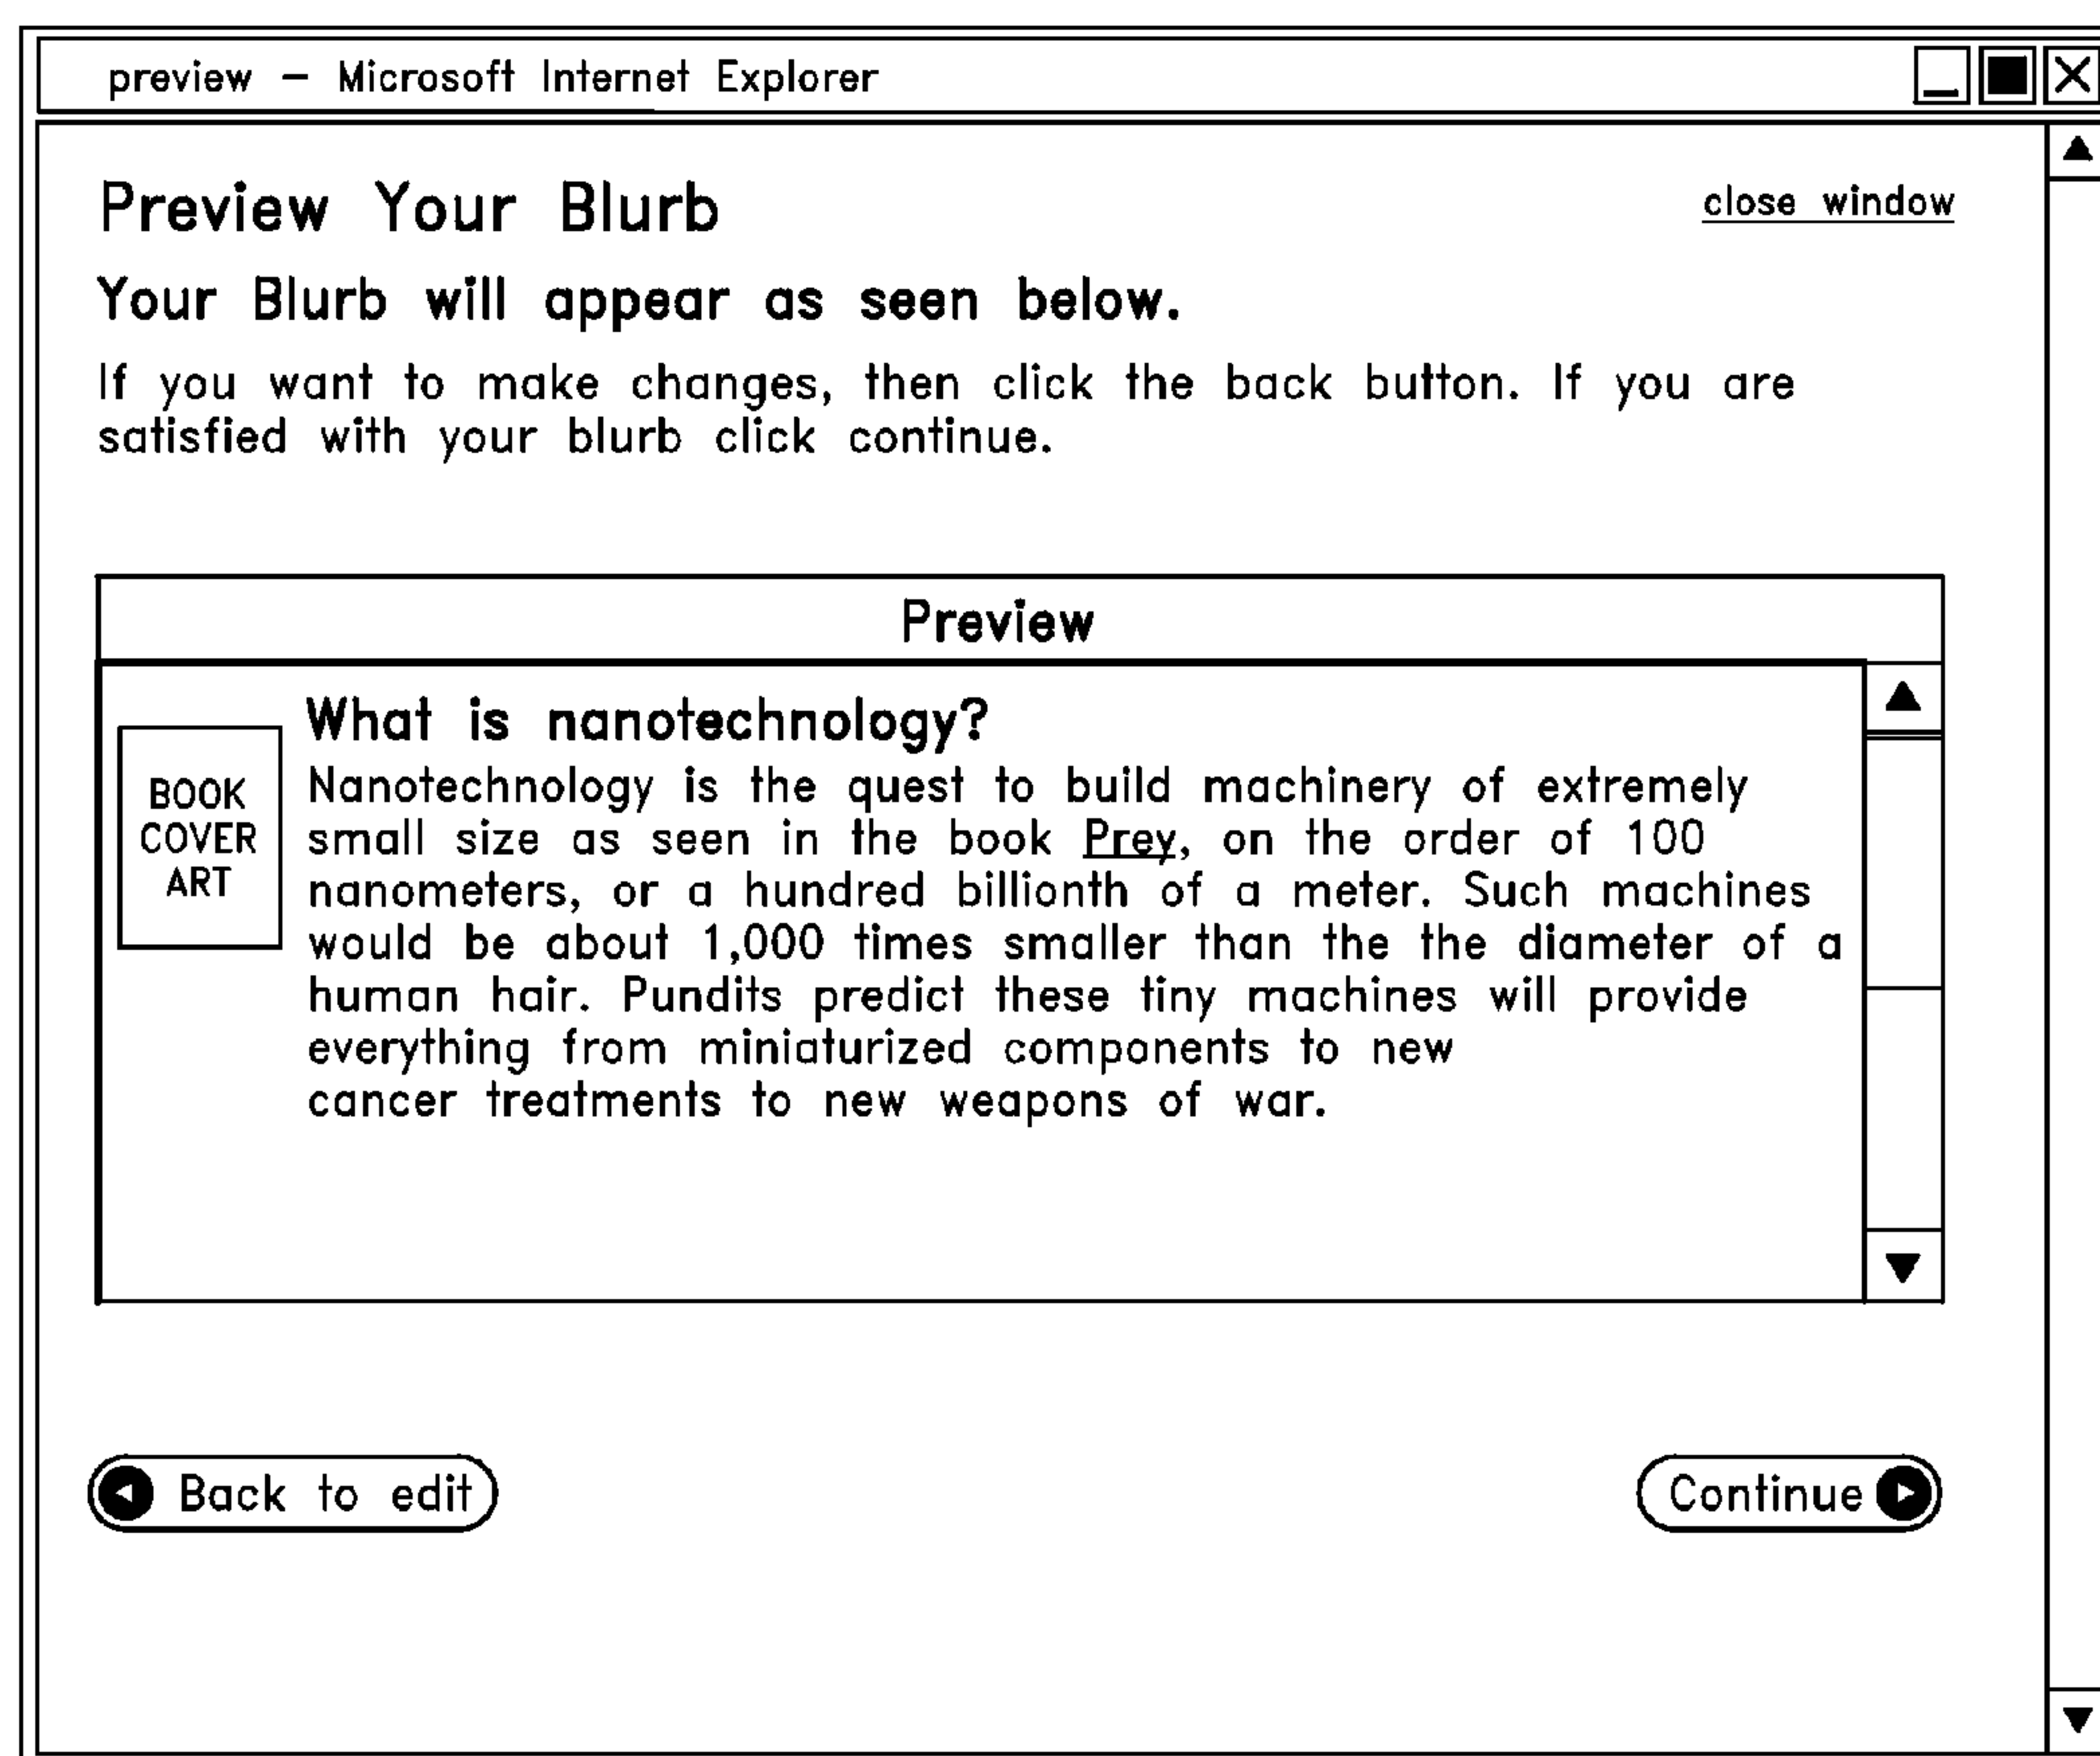 preview – Microsoft Internet Explorer
Preview Your Blurb
close window
Your Blurb will appear as seen below.
If you want to make changes, then click the back button. If you are
satisfied with your blurb click continue.
Preview
What is nanotechnology?
BOOK
COVER
ART
Nanotechnology is the quest to build machinery of extremely
small size as seen in the book Prey, on the order of 100
nanometers, or a hundred billionth of a meter. Such machines
would be about 1,000 times smaller than the the diameter of a
human hair. Pundits predict these tiny machines will provide
everything from miniaturized components to new
cancer treatments to new weapons of war.
Back to edit
Continue